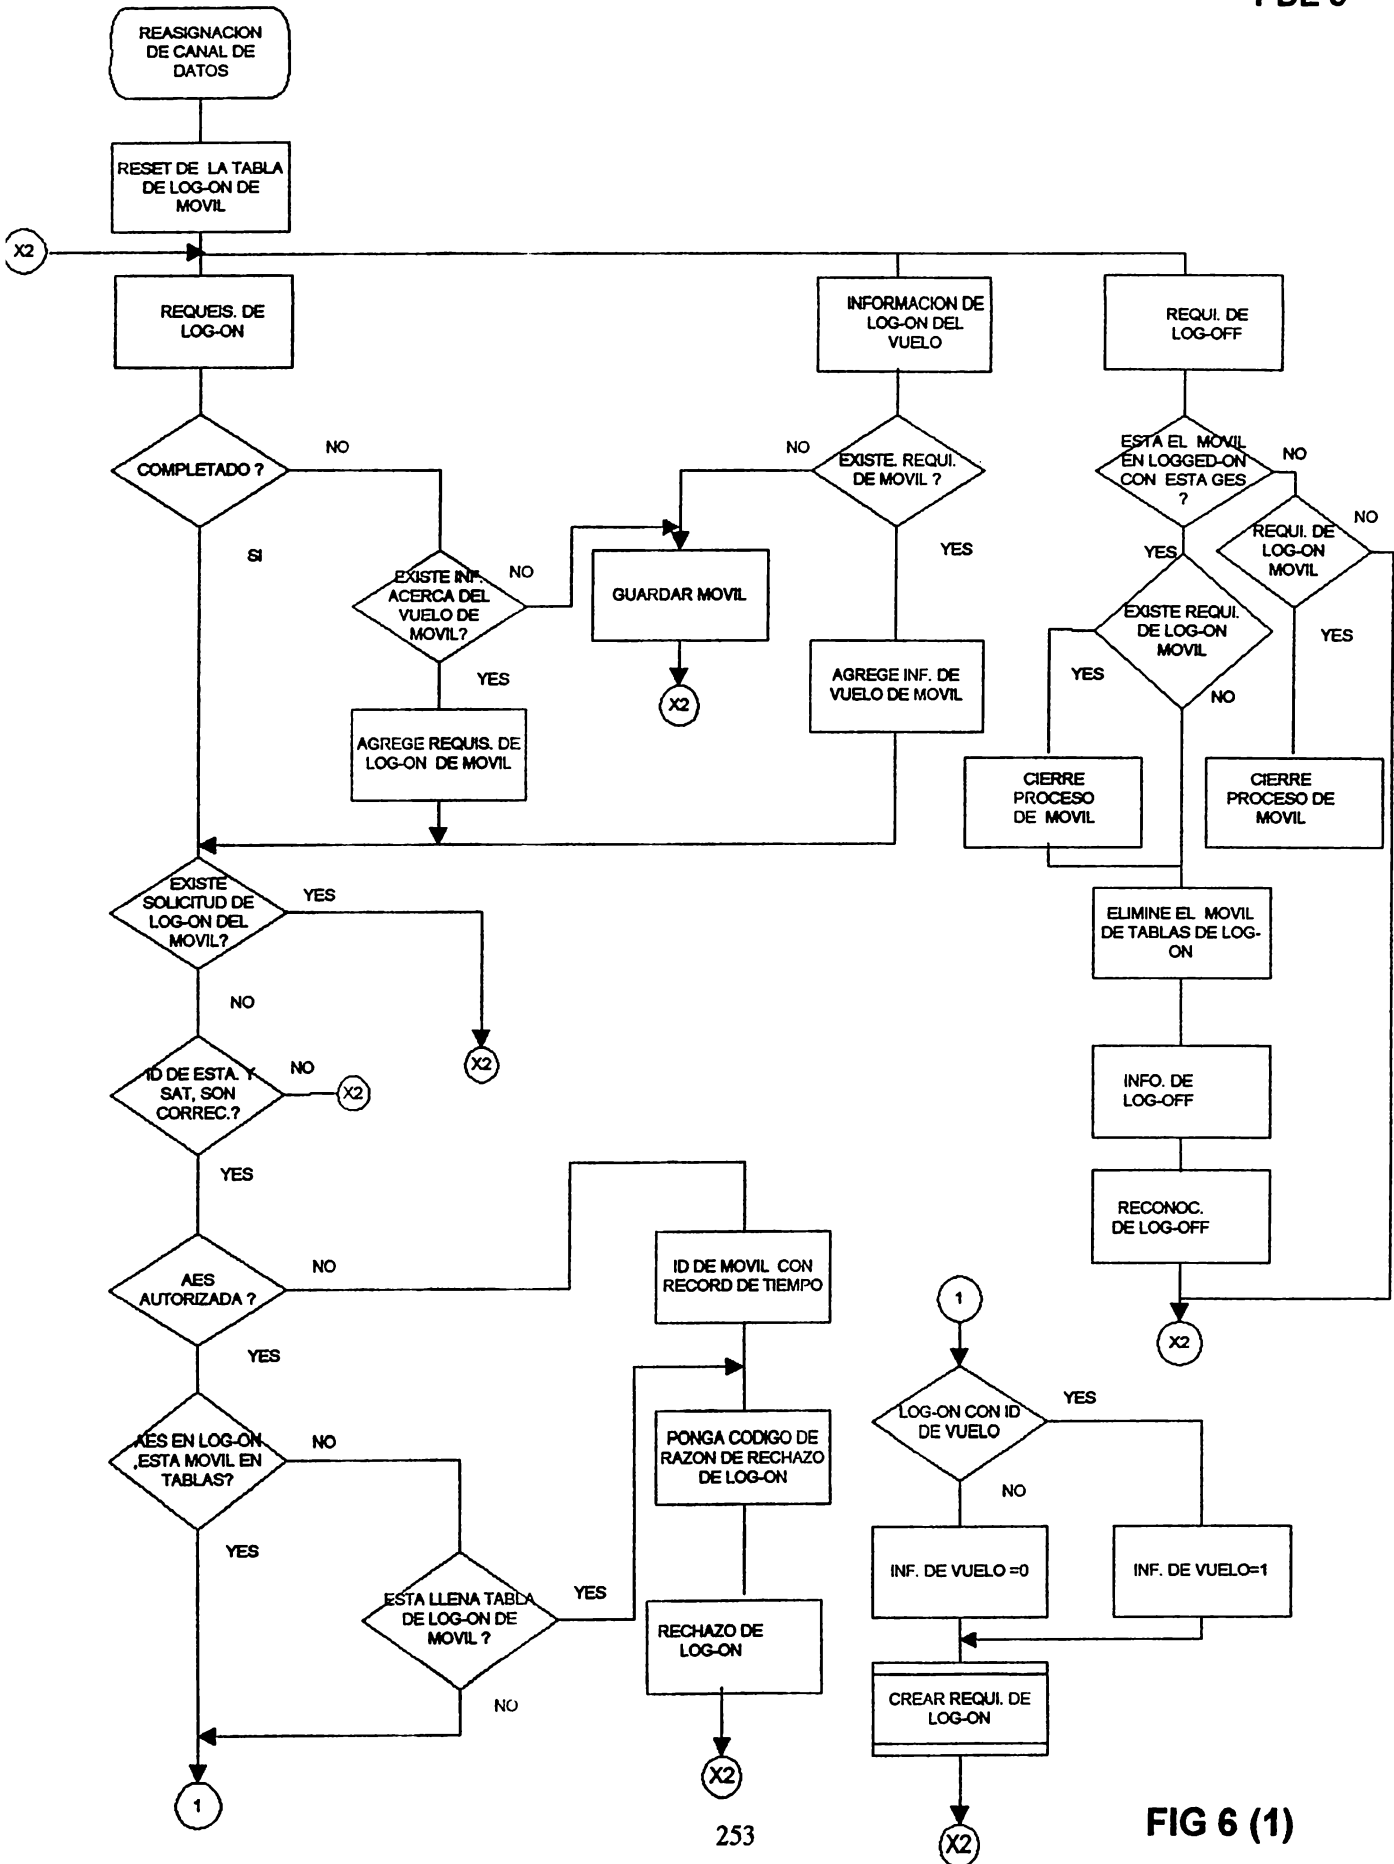 REASIGNACION
DE CANAL DE
DATOS
RESET DE LA TABLA
DE LOG-ON DE
MOVIL
X2
REQUEIS. DE
LOG-ON
INFORMACION DE
LOG-ON DEL
VUELO
REQUI. DE
LOG-OFF
COMPLETADO ?
NO
SI
NO
EXISTE. REQUI.
DE MOVIL ?
YES
ESTA EL MOVIL
EN LOGGED-ON
CON ESTA GES
?
NO
YES
REQUI. DE
LOG-ON
MOVIL
NO
YES
EXISTE INF.
ACERCA DEL
VUELO DE
MOVIL?
NO
YES
GUARDAR MOVIL
X2
EXISTE REQUI.
DE LOG-ON
MOVIL
YES
NO
AGREGE INF. DE
VUELO DE MOVIL
AGREGE REQUIS. DE
LOG-ON DE MOVIL
CIERRE
PROCESO
DE MOVIL
CIERRE
PROCESO DE
MOVIL
EXISTE
SOLICITUD DE
LOG-ON DEL
MOVIL?
YES
NO
X2
ELIMINE EL MOVIL
DE TABLAS DE LOG-
ON
ID DE ESTA. Y
SAT, SON
CORREC.?
NO
X2
YES
INFO. DE
LOG-OFF
RECONOC.
DE LOG-OFF
X2
AES
AUTORIZADA ?
NO
YES
ID DE MOVIL CON
RECORD DE TIEMPO
AES EN LOG-ON
,ESTA MOVIL EN
TABLAS?
NO
YES
PONGA CODIGO DE
RAZON DE RECHAZO
DE LOG-ON
ESTA LLENA TABLA
DE LOG-ON DE
MOVIL ?
YES
NO
RECHAZO DE
LOG-ON
X2
1
1
LOG-ON CON ID
DE VUELO
YES
NO
INF. DE VUELO =0
INF. DE VUELO=1
CREAR REQUI. DE
LOG-ON
X2
253
FIG 6 (1)